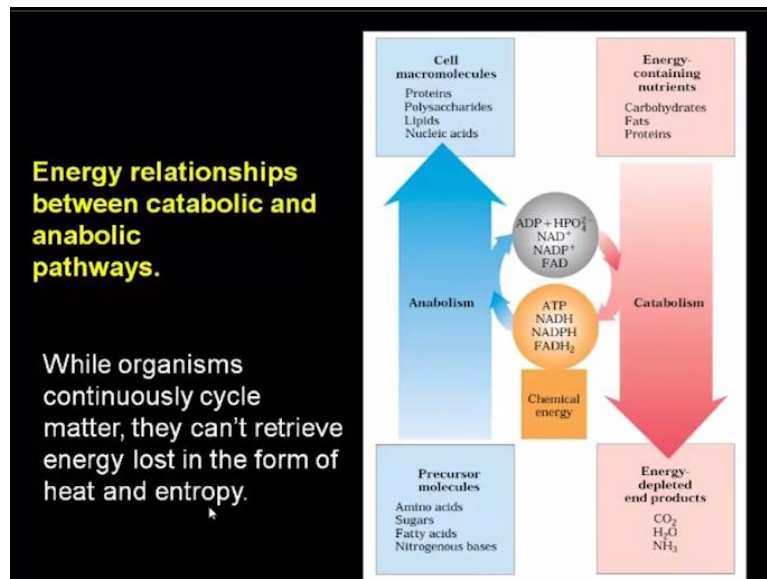 Energy relationships
between catabolic and
anabolic
pathways.
While organisms
continuously cycle
matter, they can't retrieve
energy lost in the form of
heat and entropy.
Cell
macromolecules
Proteins
Polysaccharides
Lipids
Nucleic acids
Energy-
containing
nutrients
Carbohydrates
Fats
Proteins
ADP + HPO₄²⁻
NAD⁺
NADP⁺
FAD
Anabolism
ATP
NADH
NADPH
FADH₂
Catabolism
Chemical
energy
Precursor
molecules
Amino acids
Sugars
Fatty acids
Nitrogenous bases
Energy-
depleted
end products
CO₂
H₂O
NH₃